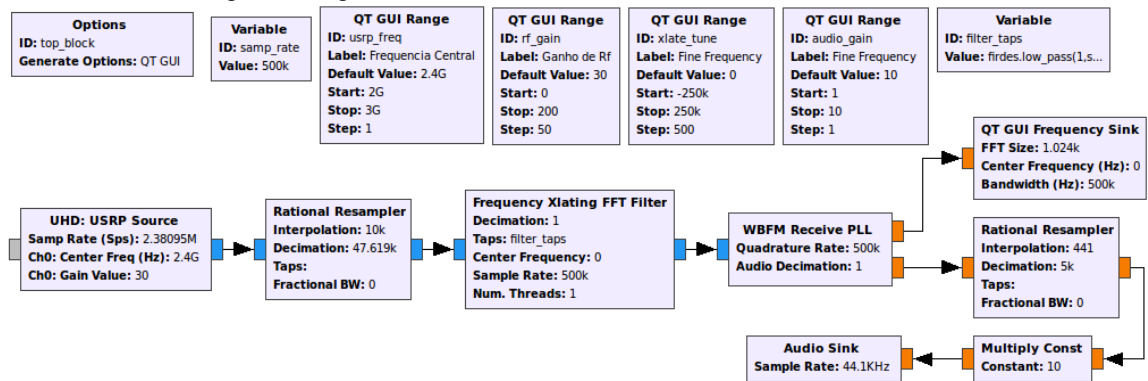 Options
ID: top_block
Generate Options: QT GUI
Variable
ID: samp_rate
Value: 500k
QT GUI Range
ID: usrp_freq
Label: Frequencia Central
Default Value: 2.4G
Start: 2G
Stop: 3G
Step: 1
QT GUI Range
ID: rf_gain
Label: Ganho de Rf
Default Value: 30
Start: 0
Stop: 200
Step: 50
QT GUI Range
ID: xlate_tune
Label: Fine Frequency
Default Value: 0
Start: -250k
Stop: 250k
Step: 500
QT GUI Range
ID: audio_gain
Label: Fine Frequency
Default Value: 10
Start: 1
Stop: 10
Step: 1
Variable
ID: filter_taps
Value: firdes.low_pass(1,s...
QT GUI Frequency Sink
FFT Size: 1.024k
Center Frequency (Hz): 0
Bandwidth (Hz): 500k
UHD: USRP Source
Samp Rate (Sps): 2.38095M
Ch0: Center Freq (Hz): 2.4G
Ch0: Gain Value: 30
Rational Resampler
Interpolation: 10k
Decimation: 47.619k
Taps:
Fractional BW: 0
Frequency Xlating FFT Filter
Decimation: 1
Taps: filter_taps
Center Frequency: 0
Sample Rate: 500k
Num. Threads: 1
WBFM Receive PLL
Quadrature Rate: 500k
Audio Decimation: 1
Rational Resampler
Interpolation: 441
Decimation: 5k
Taps:
Fractional BW: 0
Audio Sink
Sample Rate: 44.1KHz
Multiply Const
Constant: 10